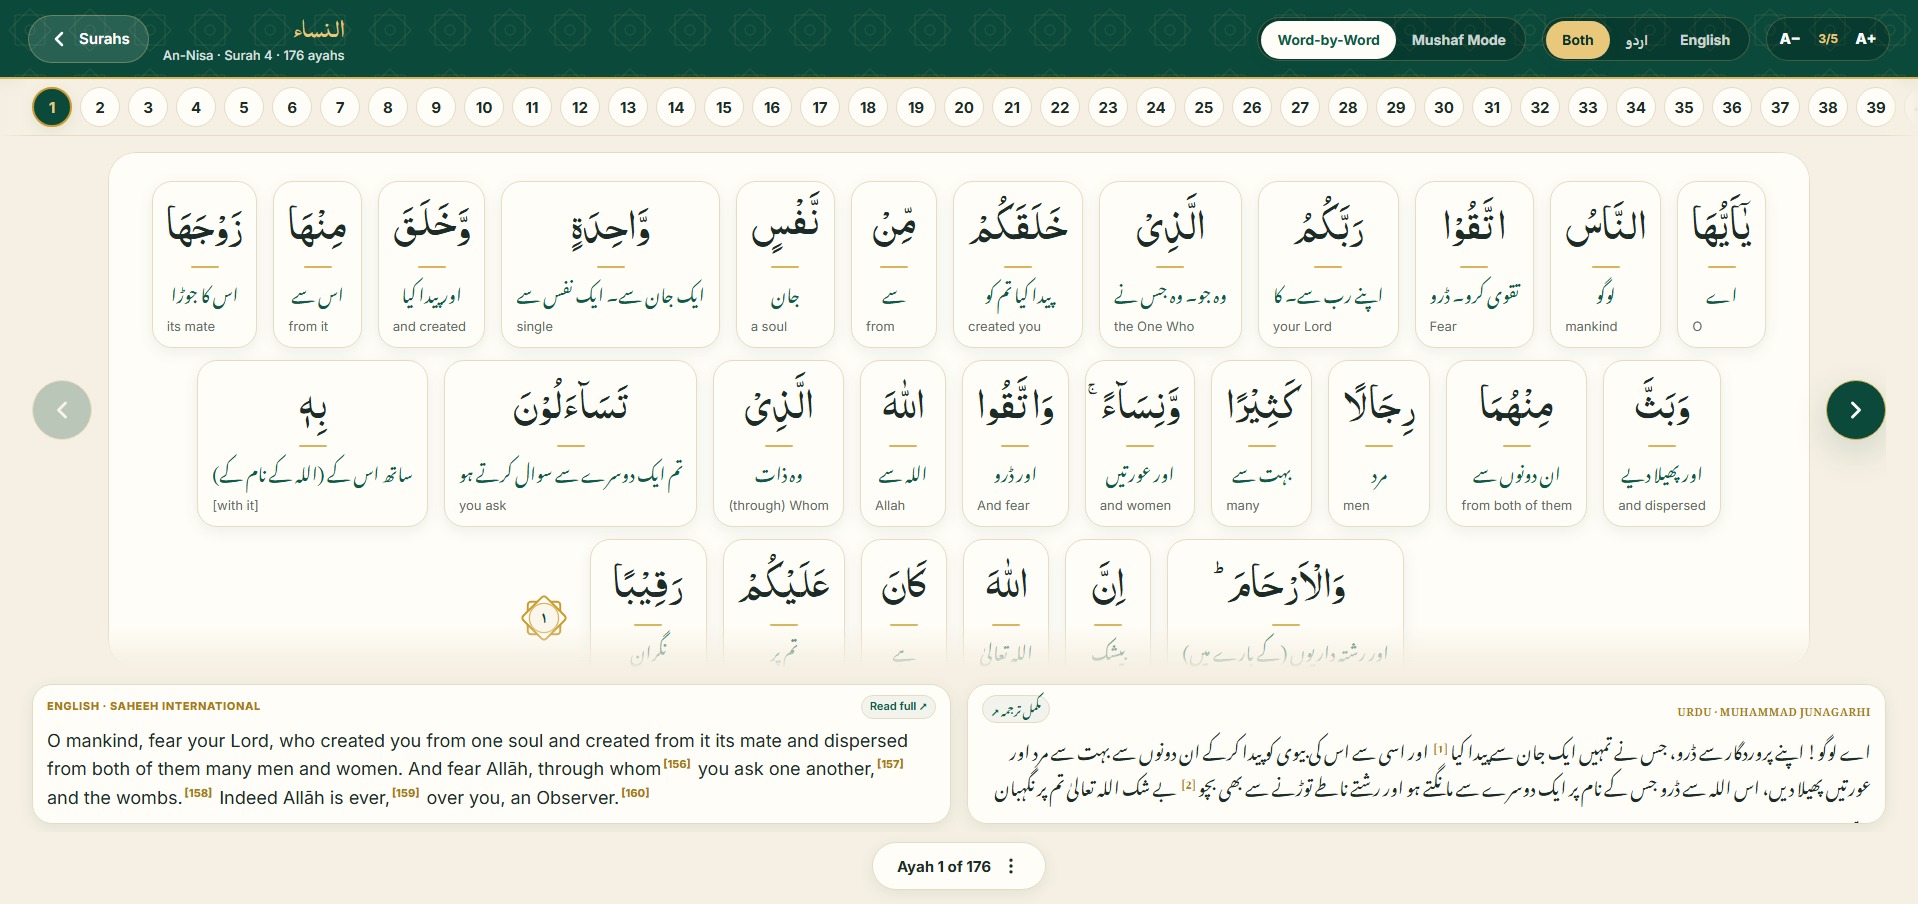 Surahs
النساء
An-Nisa · Surah 4 · 176 ayahs
Word-by-Word Mushaf Mode
Both اردو English
A− 3/5 A+
1 2 3 4 5 6 7 8 9 10 11 12 13 14 15 16 17 18 19 20 21 22 23 24 25 26 27 28 29 30 31 32 33 34 35 36 37 38 39
يٰۤاَيُّهَا النَّاسُ اتَّقُوْا رَبَّكُمُ الَّذِىْ خَلَقَكُمْ مِّنْ نَّفْسٍ وَّاحِدَةٍ وَّخَلَقَ مِنْهَا زَوْجَهَا
اے لوگو تقوی کرو۔ ڈرو اپنے رب سے۔ کا وہ جو۔ وہ جس نے پیدا کیا تم کو سے جان ایک جان سے۔ ایک نفس سے اور پیدا کیا اس سے اس کا جوڑا
O mankind Fear your Lord the One Who created you from a soul single and created from it its mate
وَبَثَّ مِنْهُمَا رِجَالًا كَثِيْرًا وَّنِسَآءً ۚ وَاتَّقُوا اللّٰهَ الَّذِىْ تَسَآءَلُوْنَ بِهٖ
اور پھیلا دیے ان دونوں سے مرد بہت سے اور عورتیں اور ڈرو اللہ سے وہ ذات تم ایک دوسرے سے سوال کرتے ہو ساتھ اس کے (اللہ کے نام کے)
and dispersed from both of them men many and women And fear Allah (through) Whom you ask [with it]
وَالْاَرْحَامَ ؕ اِنَّ اللّٰهَ كَانَ عَلَيْكُمْ رَقِيْبًا ١
اور رشتہ داریوں (کے بارے میں) بیشک اللہ تعالیٰ ہے تم پر نگران
ENGLISH · SAHEEH INTERNATIONAL
Read full ↗
O mankind, fear your Lord, who created you from one soul and created from it its mate and dispersed
from both of them many men and women. And fear Allāh, through whom[156] you ask one another,[157]
and the wombs.[158] Indeed Allāh is ever,[159] over you, an Observer.[160]
URDU · MUHAMMAD JUNAGARHI
مکمل ترجمہ ↗
اے لوگو! اپنے پروردگار سے ڈرو، جس نے تمہیں ایک جان سے پیدا کیا [1] اور اسی سے اس کی بیوی کو پیدا کرکے ان دونوں سے بہت سے مرد اور
عورتیں پھیلا دیں، اس اللہ سے ڈرو جس کے نام پر ایک دوسرے سے مانگتے ہو اور رشتے ناطے توڑنے سے بھی بچو [2] بے شک اللہ تعالیٰ تم پر نگہبان
Ayah 1 of 176